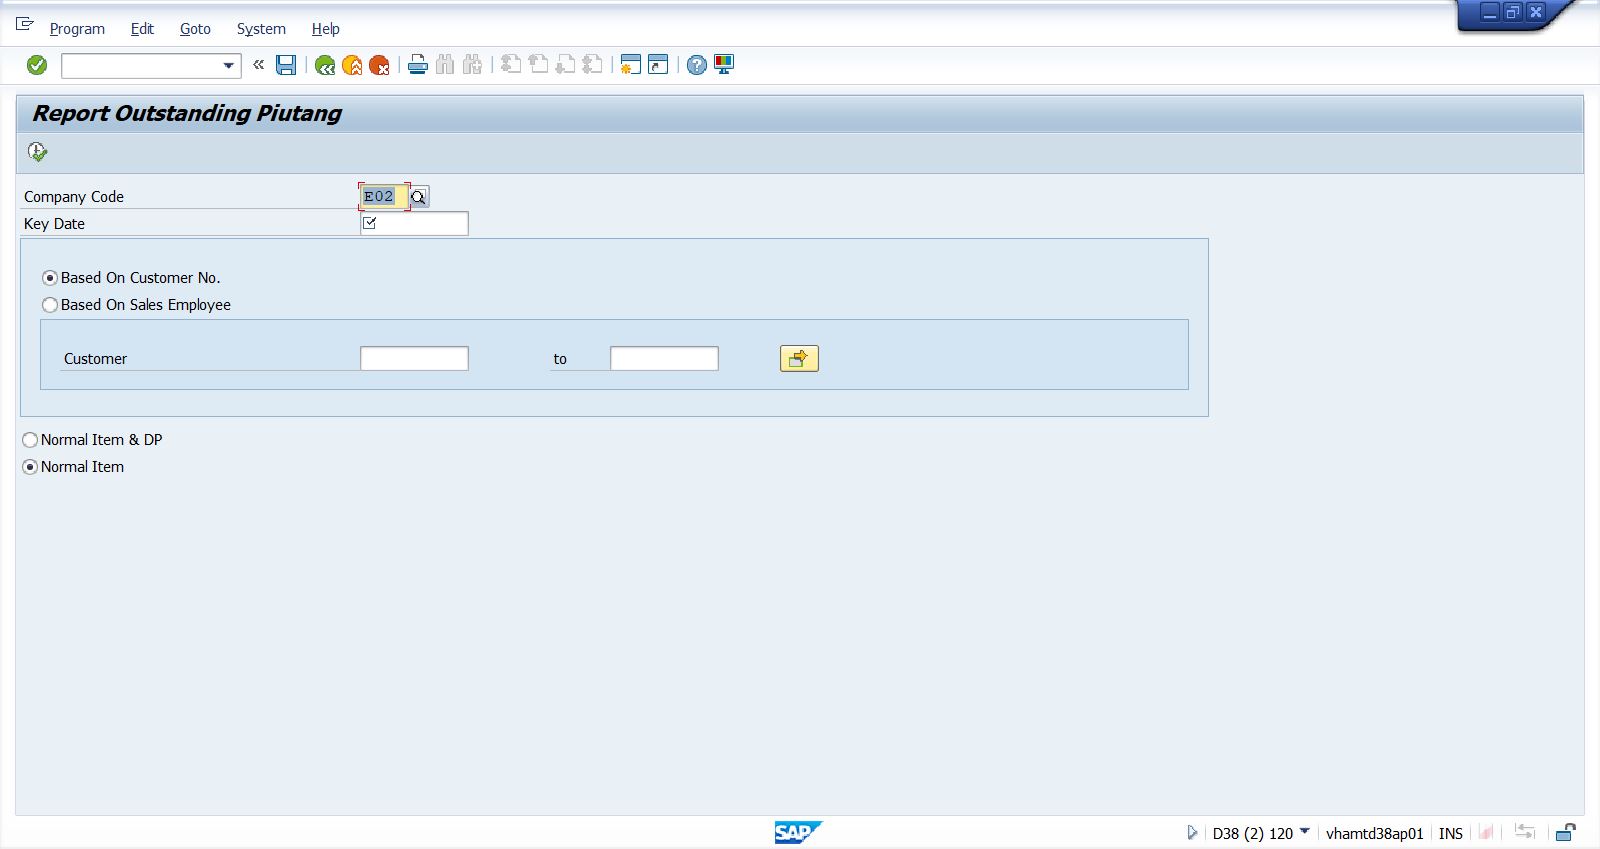 Program Edit Goto System Help
Report Outstanding Piutang
Company Code E02
Key Date
Based On Customer No.
Based On Sales Employee
Customer to
Normal Item & DP
Normal Item
SAP D38 (2) 120 vhamtd38ap01 INS